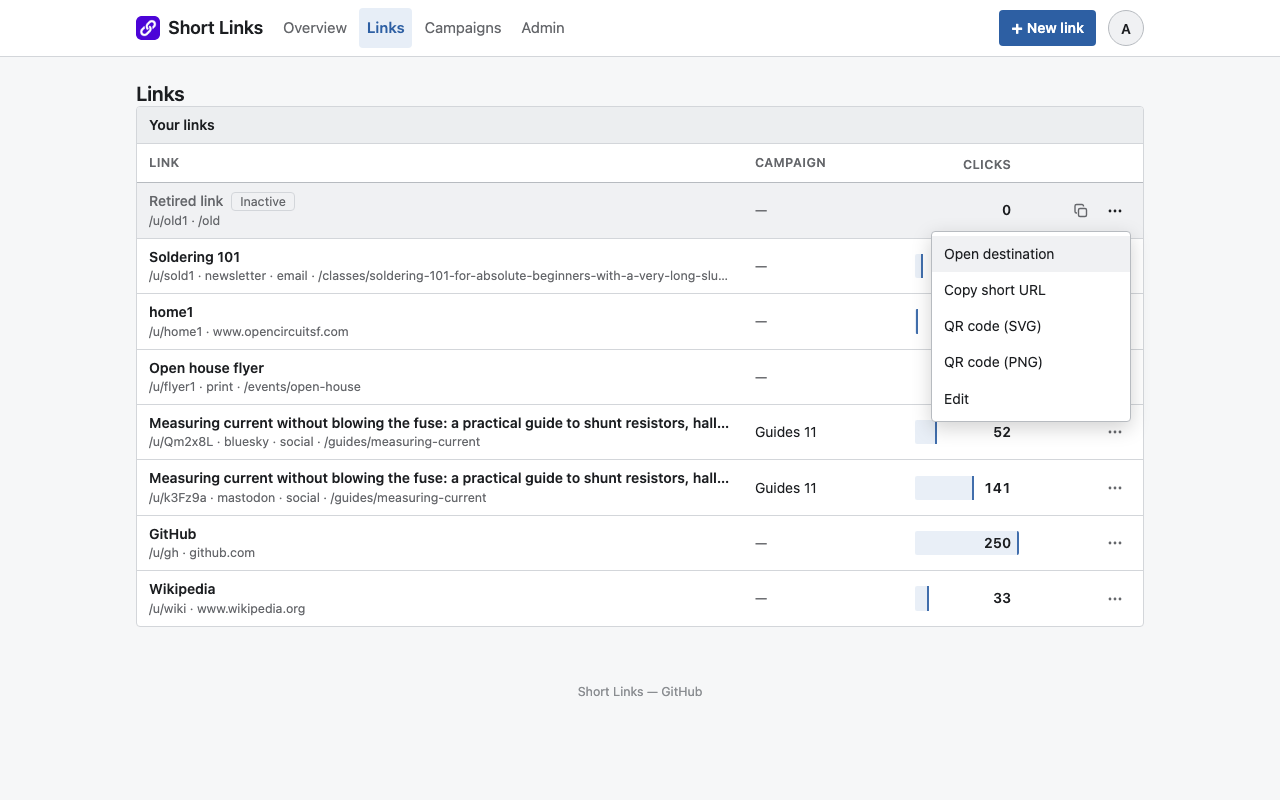 Short Links Overview Links Campaigns Admin + New link A
Links
Your links
LINK CAMPAIGN CLICKS
Retired link Inactive
/u/old1 · /old
— 0
Open destination
Copy short URL
QR code (SVG)
QR code (PNG)
Edit
Soldering 101
/u/sold1 · newsletter · email · /classes/soldering-101-for-absolute-beginners-with-a-very-long-slu...
—
home1
/u/home1 · www.opencircuitsf.com
—
Open house flyer
/u/flyer1 · print · /events/open-house
—
Measuring current without blowing the fuse: a practical guide to shunt resistors, hall...
/u/Qm2x8L · bluesky · social · /guides/measuring-current
Guides 11 52
Measuring current without blowing the fuse: a practical guide to shunt resistors, hall...
/u/k3Fz9a · mastodon · social · /guides/measuring-current
Guides 11 141
GitHub
/u/gh · github.com
— 250
Wikipedia
/u/wiki · www.wikipedia.org
— 33
Short Links — GitHub